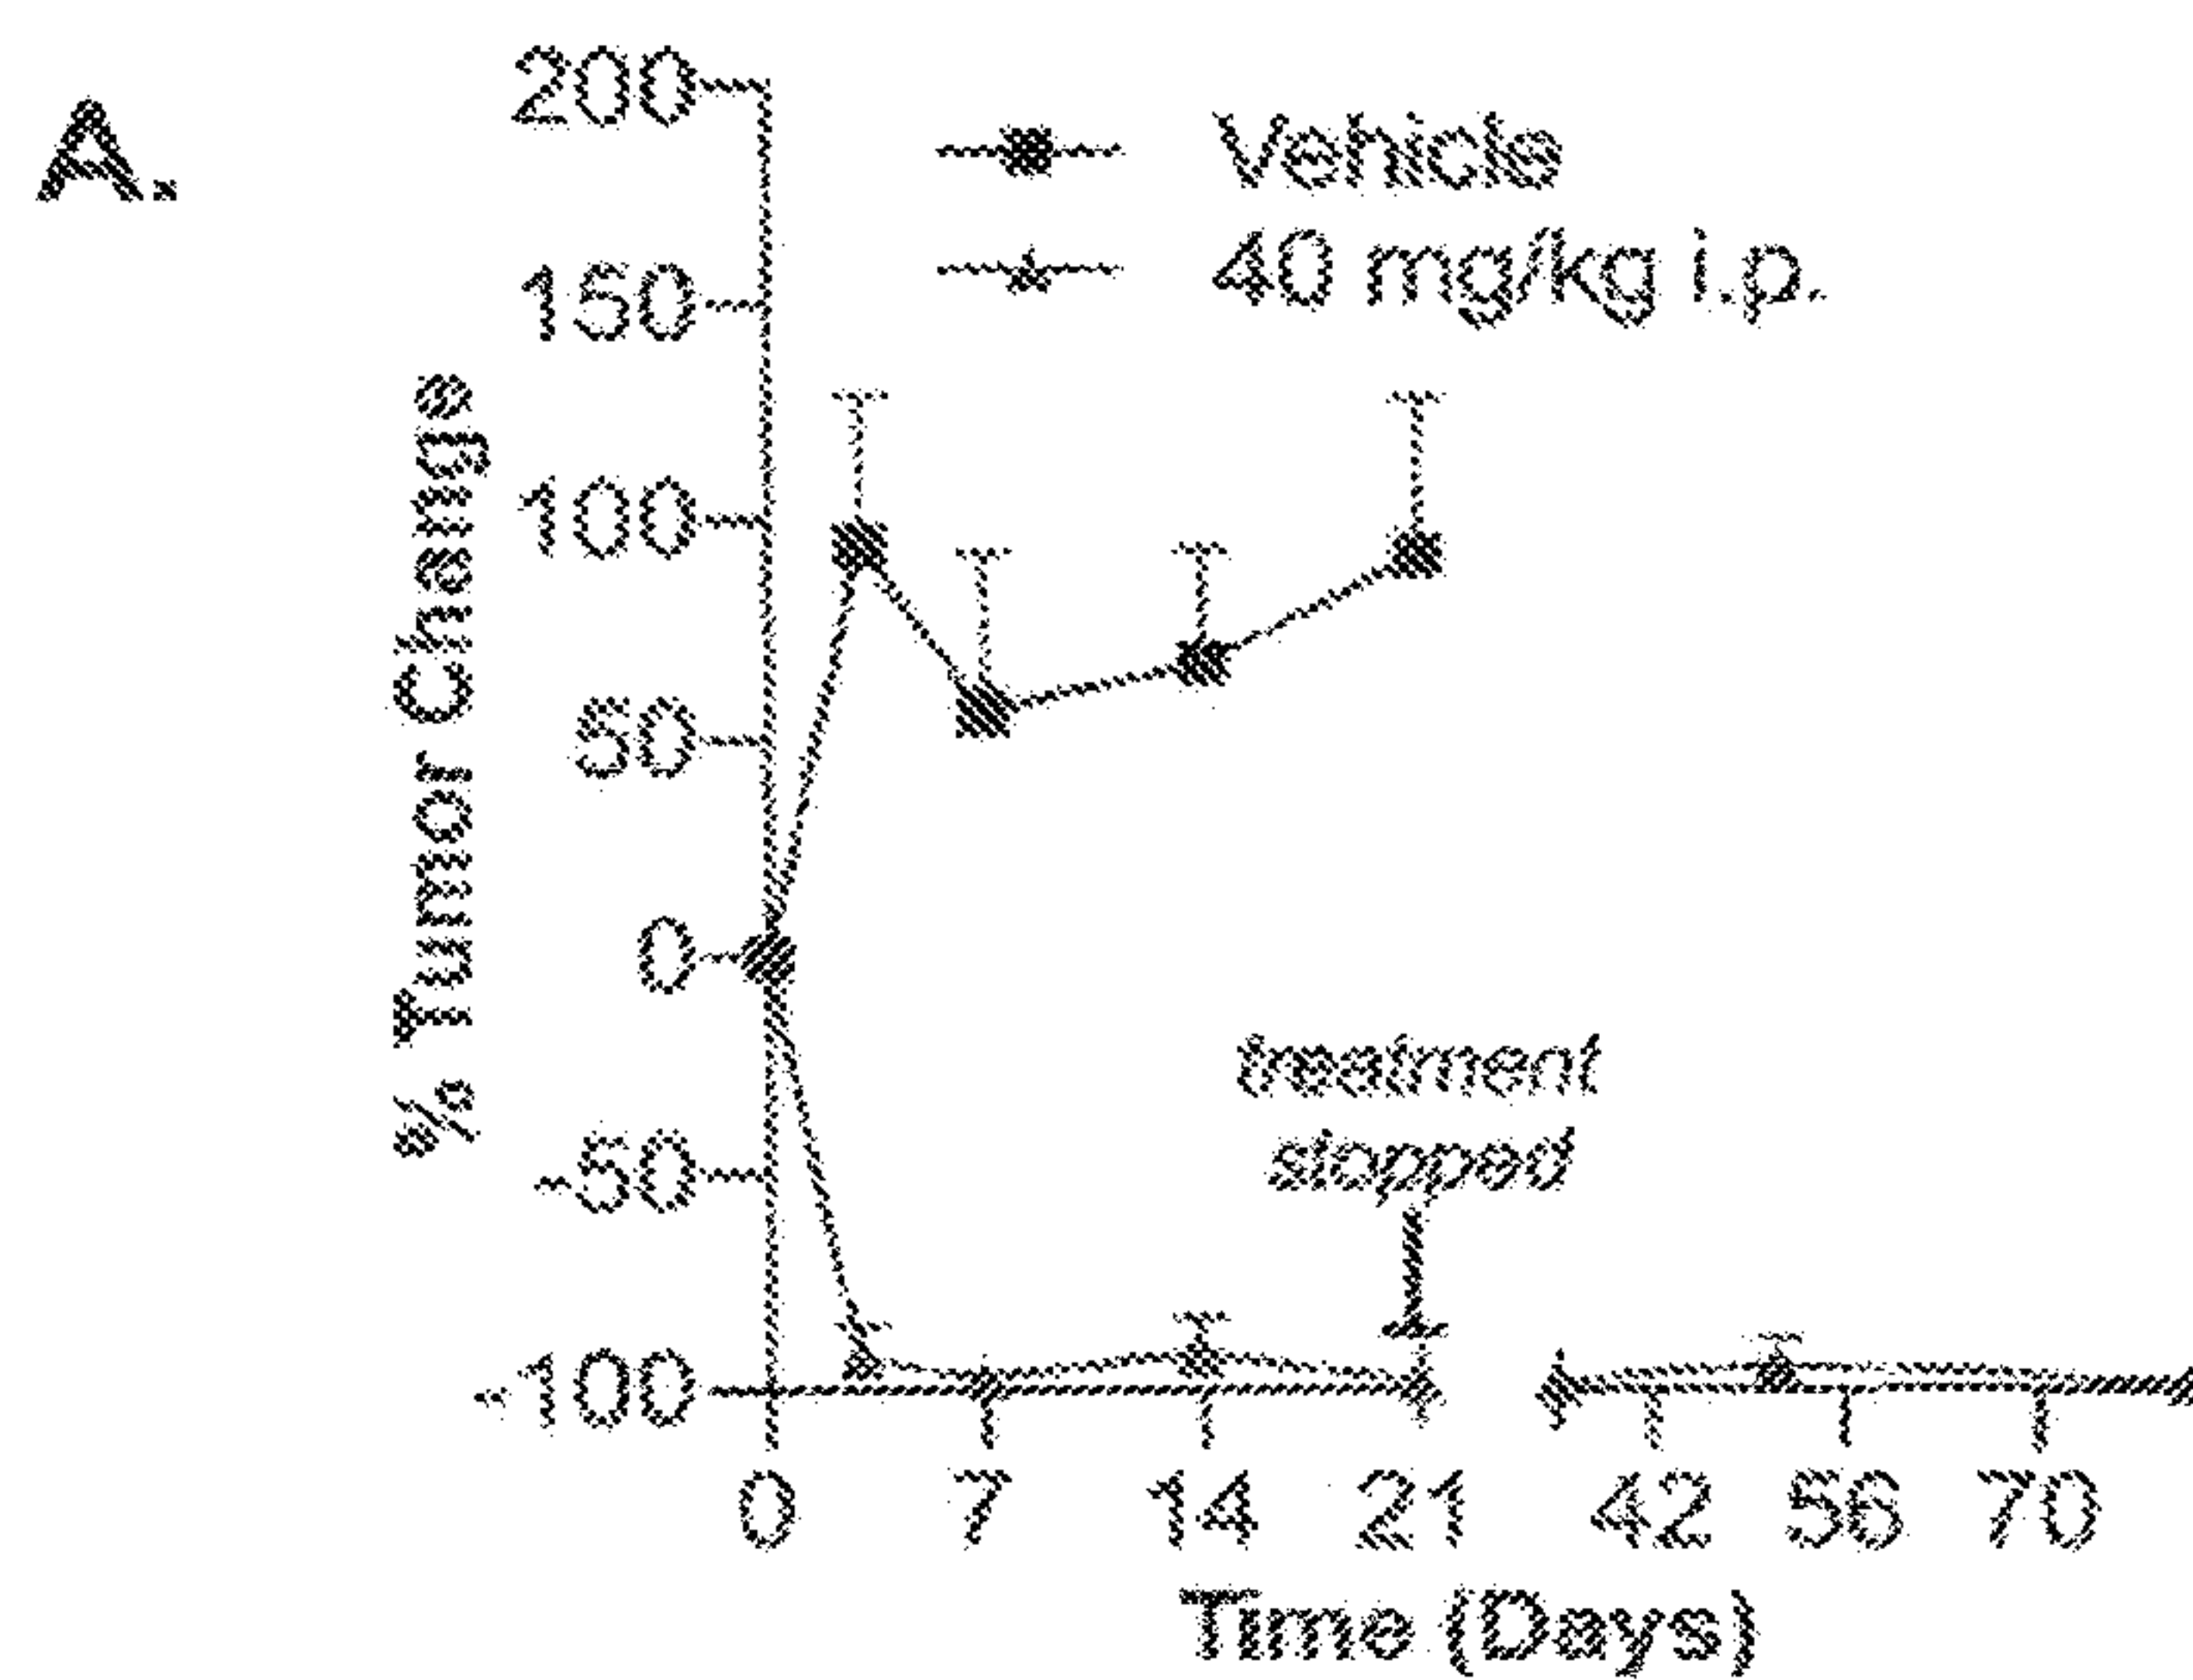 A.
200
150
100
50
0
-50
-100
% Tumor Change
Vehicle
40 mg/kg i.p.
treatment
stopped
0 7 14 21 42 56 70
Time (Days)